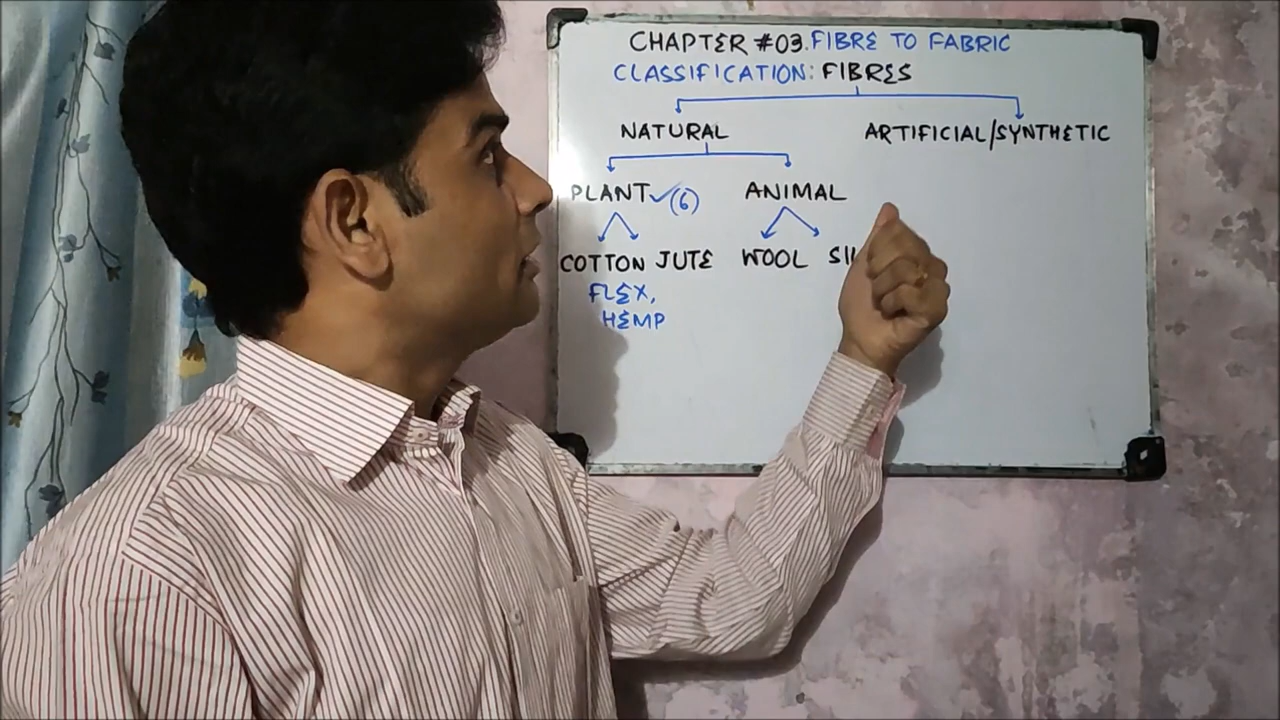 CHAPTER #03. FIBRE TO FABRIC
CLASSIFICATION: FIBRES
NATURAL ARTIFICIAL/SYNTHETIC
PLANT ✓(6) ANIMAL
COTTON JUTE WOOL
FLEX,
HEMP